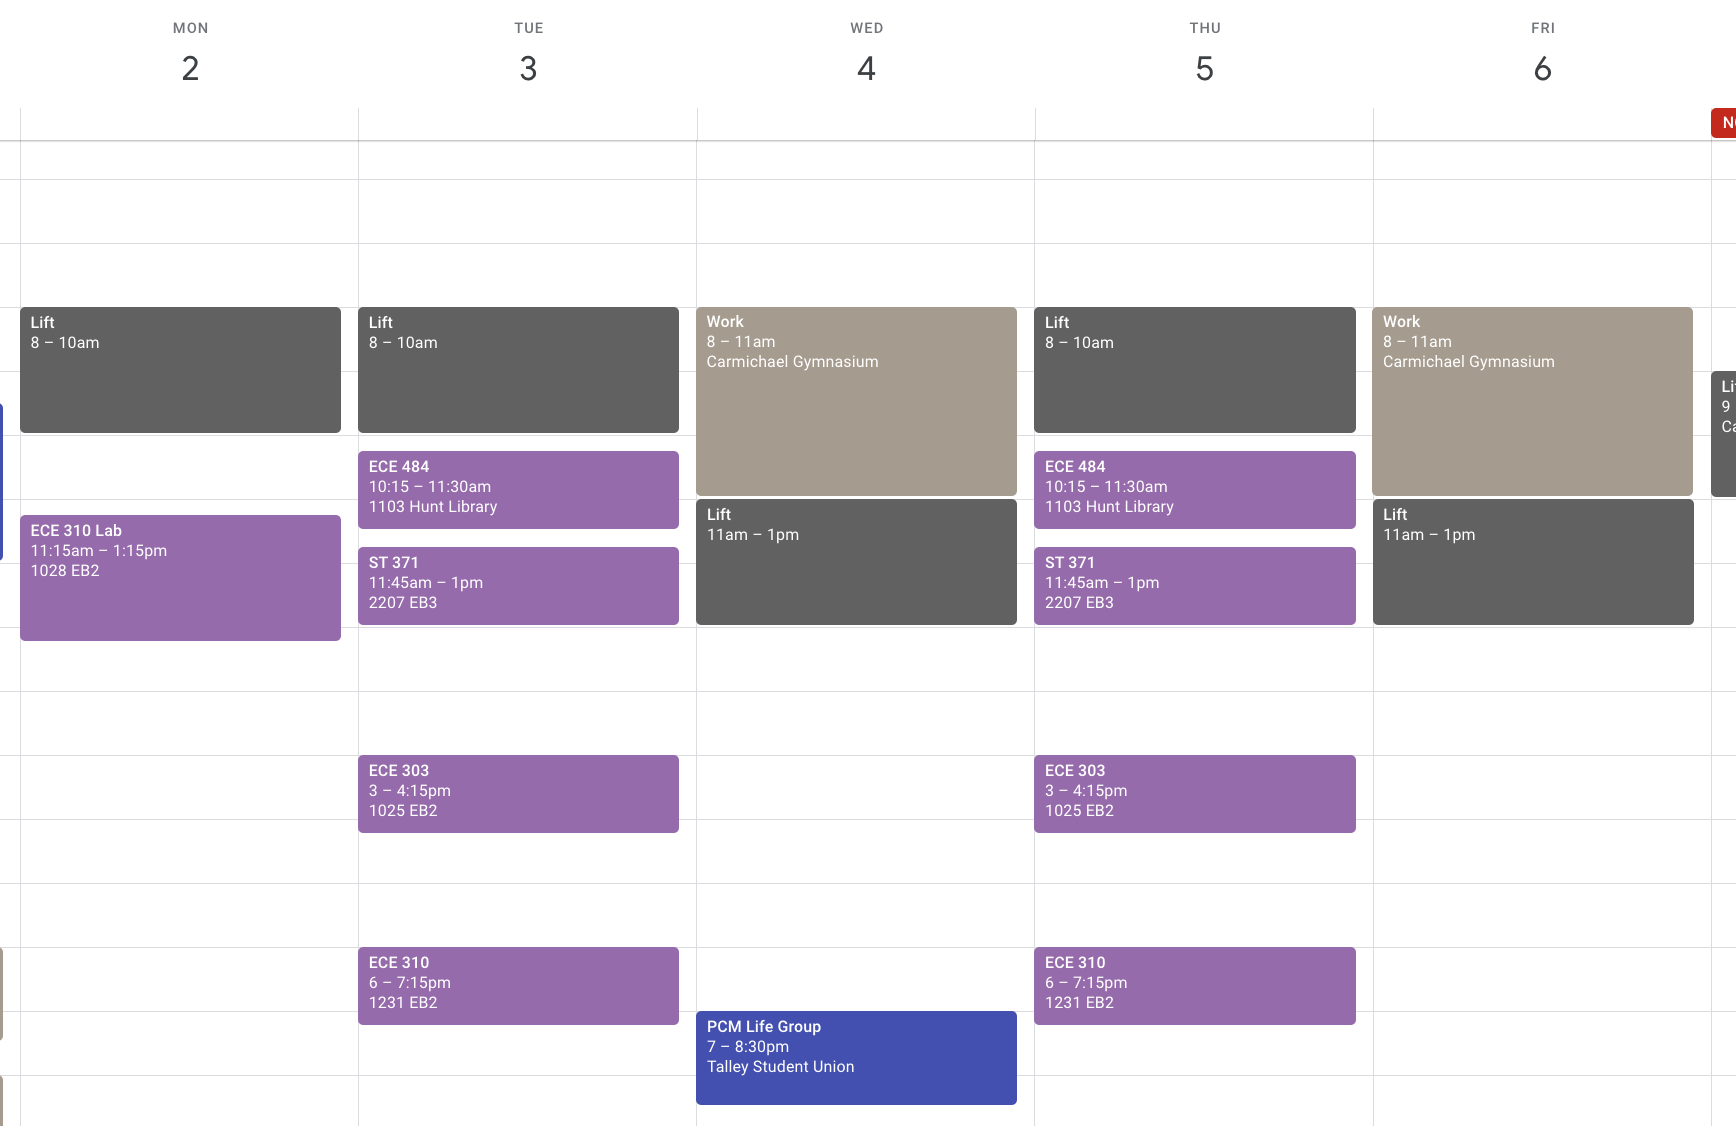 MON
2
TUE
3
WED
4
THU
5
FRI
6
Lift
8 – 10am
ECE 310 Lab
11:15am – 1:15pm
1028 EB2
Lift
8 – 10am
ECE 484
10:15 – 11:30am
1103 Hunt Library
ST 371
11:45am – 1pm
2207 EB3
ECE 303
3 – 4:15pm
1025 EB2
ECE 310
6 – 7:15pm
1231 EB2
Work
8 – 11am
Carmichael Gymnasium
Lift
11am – 1pm
PCM Life Group
7 – 8:30pm
Talley Student Union
Lift
8 – 10am
ECE 484
10:15 – 11:30am
1103 Hunt Library
ST 371
11:45am – 1pm
2207 EB3
ECE 303
3 – 4:15pm
1025 EB2
ECE 310
6 – 7:15pm
1231 EB2
Work
8 – 11am
Carmichael Gymnasium
Lift
11am – 1pm
9